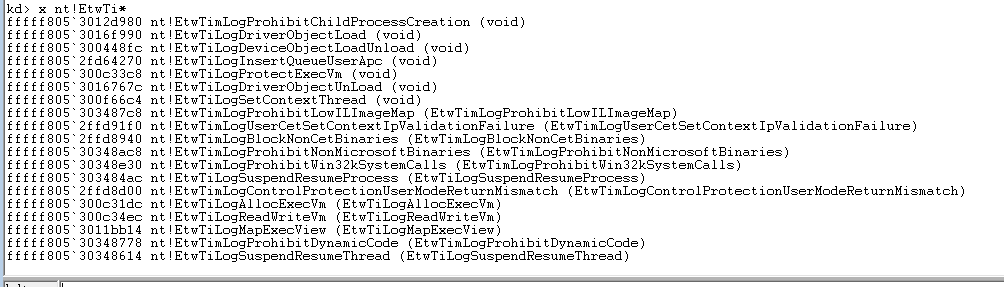 kd> x nt!EtwTi*
fffff805`3012d980 nt!EtwTimLogProhibitChildProcessCreation (void)
fffff805`3016f990 nt!EtwTiLogDriverObjectLoad (void)
fffff805`300448fc nt!EtwTiLogDeviceObjectLoadUnload (void)
fffff805`2fd64270 nt!EtwTiLogInsertQueueUserApc (void)
fffff805`300c33c8 nt!EtwTiLogProtectExecVm (void)
fffff805`3016767c nt!EtwTiLogDriverObjectUnLoad (void)
fffff805`300f66c4 nt!EtwTiLogSetContextThread (void)
fffff805`303487c8 nt!EtwTimLogProhibitLowILImageMap (EtwTimLogProhibitLowILImageMap)
fffff805`2ffd91f0 nt!EtwTimLogUserCetSetContextIpValidationFailure (EtwTimLogUserCetSetContextIpValidationFailure)
fffff805`2ffd8940 nt!EtwTimLogBlockNonCetBinaries (EtwTimLogBlockNonCetBinaries)
fffff805`30348ac8 nt!EtwTimLogProhibitNonMicrosoftBinaries (EtwTimLogProhibitNonMicrosoftBinaries)
fffff805`30348e30 nt!EtwTimLogProhibitWin32kSystemCalls (EtwTimLogProhibitWin32kSystemCalls)
fffff805`303484ac nt!EtwTiLogSuspendResumeProcess (EtwTiLogSuspendResumeProcess)
fffff805`2ffd8d00 nt!EtwTimLogControlProtectionUserModeReturnMismatch (EtwTimLogControlProtectionUserModeReturnMismatch)
fffff805`300c31dc nt!EtwTiLogAllocExecVm (EtwTiLogAllocExecVm)
fffff805`300c34ec nt!EtwTiLogReadWriteVm (EtwTiLogReadWriteVm)
fffff805`3011bb14 nt!EtwTiLogMapExecView (EtwTiLogMapExecView)
fffff805`30348778 nt!EtwTimLogProhibitDynamicCode (EtwTimLogProhibitDynamicCode)
fffff805`30348614 nt!EtwTiLogSuspendResumeThread (EtwTiLogSuspendResumeThread)